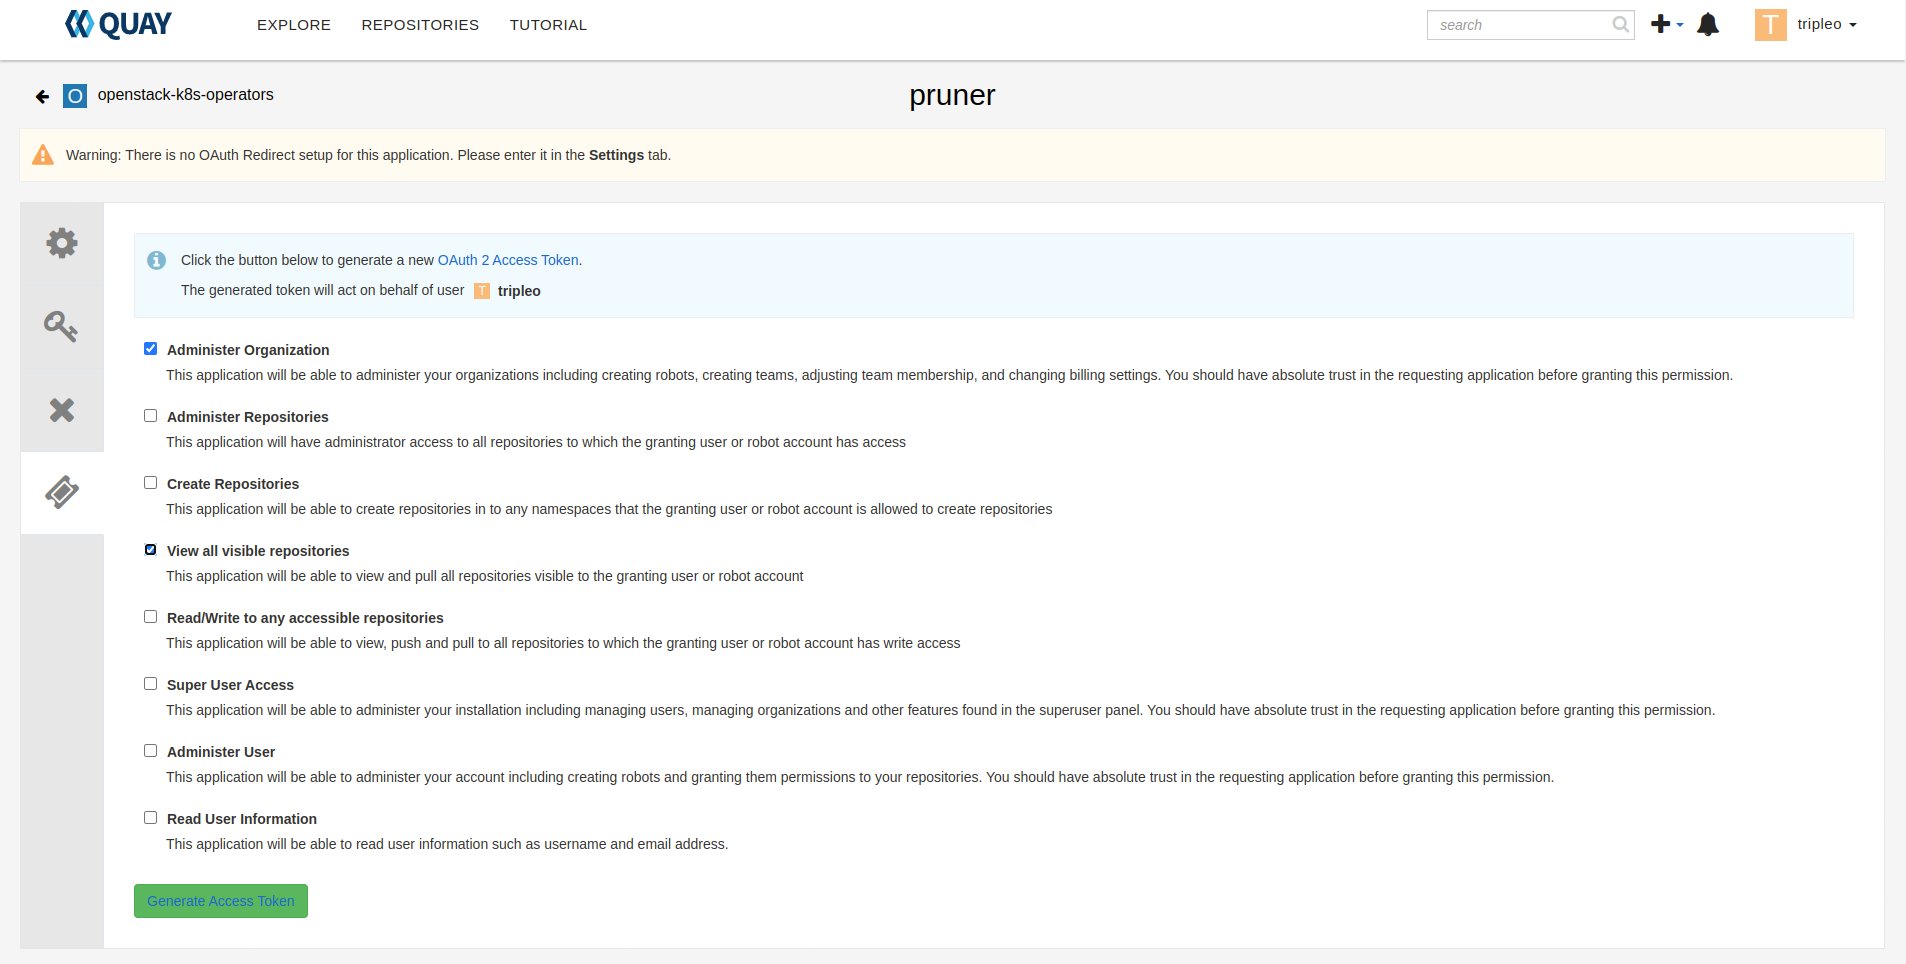 QUAY EXPLORE REPOSITORIES TUTORIAL search tripleo
O openstack-k8s-operators pruner
Warning: There is no OAuth Redirect setup for this application. Please enter it in the Settings tab.
Click the button below to generate a new OAuth 2 Access Token.
The generated token will act on behalf of user T tripleo
Administer Organization
This application will be able to administer your organizations including creating robots, creating teams, adjusting team membership, and changing billing settings. You should have absolute trust in the requesting application before granting this permission.
Administer Repositories
This application will have administrator access to all repositories to which the granting user or robot account has access
Create Repositories
This application will be able to create repositories in to any namespaces that the granting user or robot account is allowed to create repositories
View all visible repositories
This application will be able to view and pull all repositories visible to the granting user or robot account
Read/Write to any accessible repositories
This application will be able to view, push and pull to all repositories to which the granting user or robot account has write access
Super User Access
This application will be able to administer your installation including managing users, managing organizations and other features found in the superuser panel. You should have absolute trust in the requesting application before granting this permission.
Administer User
This application will be able to administer your account including creating robots and granting them permissions to your repositories. You should have absolute trust in the requesting application before granting this permission.
Read User Information
This application will be able to read user information such as username and email address.
Generate Access Token